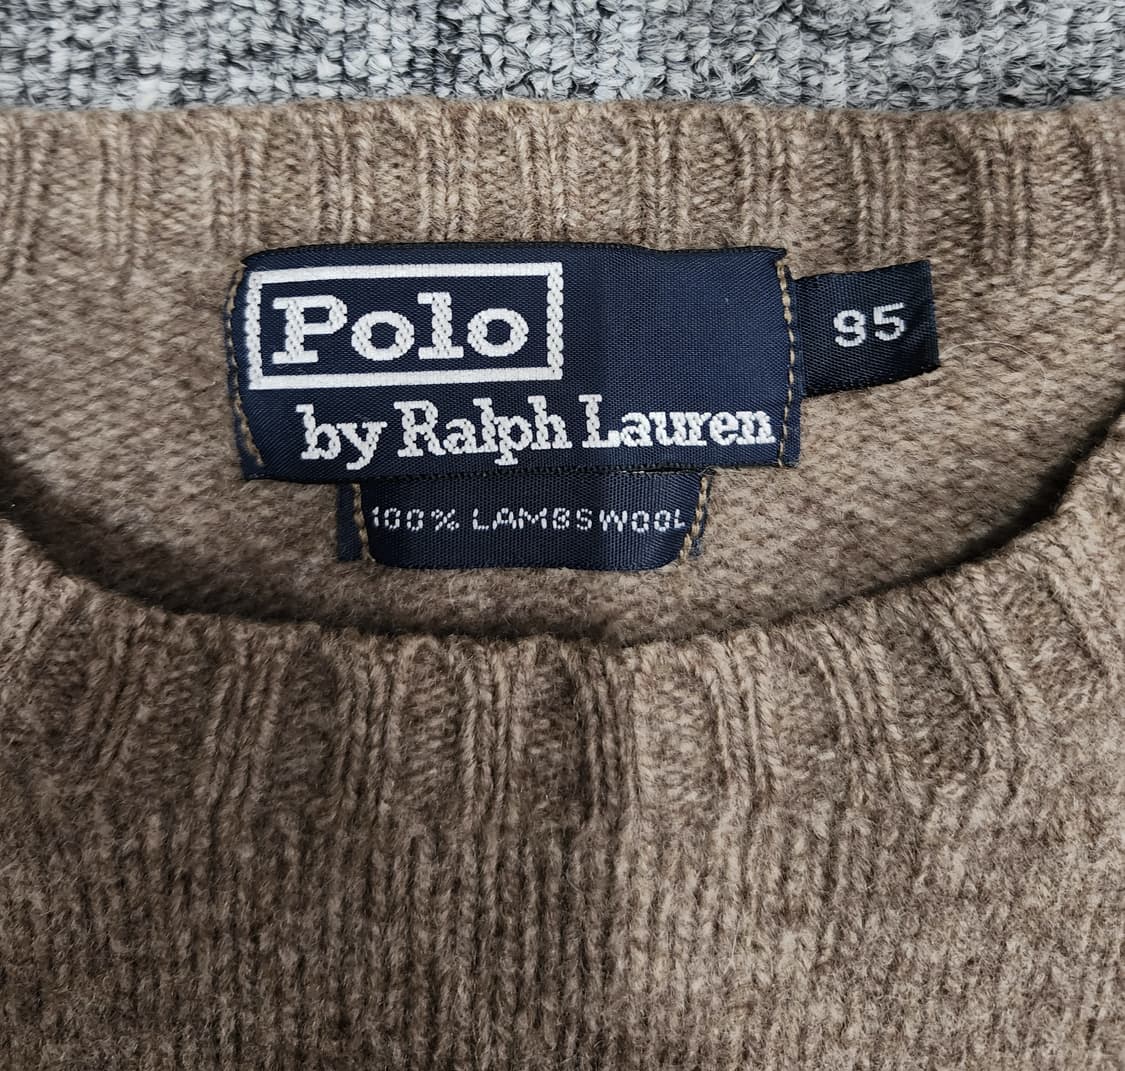 Polo
95
by Ralph Lauren
100% LAMBSWOOL